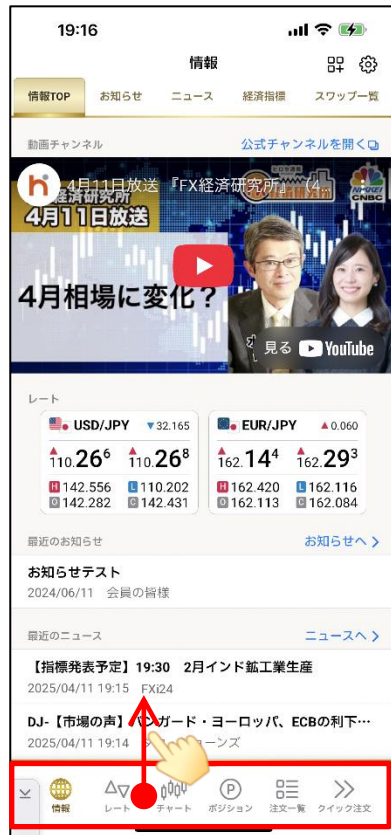 19:16
情報
情報TOP お知らせ ニュース 経済指標 スワップ一覧
動画チャンネル 公式チャンネルを開く
4月11日放送 『FX経済研究所』 （4…
経済研究所
4月11日放送
NIKKEI CNBC
4月相場に変化？
見る YouTube
レート
USD/JPY ▼32.165 EUR/JPY ▲0.060
▲110.26⁶ ▲110.26⁸ ▲162.14⁴ ▲162.29³
H 142.556 L 110.202 H 162.420 L 162.116
O 142.282 C 142.431 O 162.113 C 162.084
最近のお知らせ お知らせへ
お知らせテスト
2024/06/11 会員の皆様
最近のニュース ニュースへ
【指標発表予定】19:30 2月インド鉱工業生産
2025/04/11 19:15 FXi24
DJ-【市場の声】バンガード・ヨーロッパ、ECBの利下…
2025/04/11 19:14 ーンズ
情報 レート チャート P ポジション 注文一覧 クイック注文